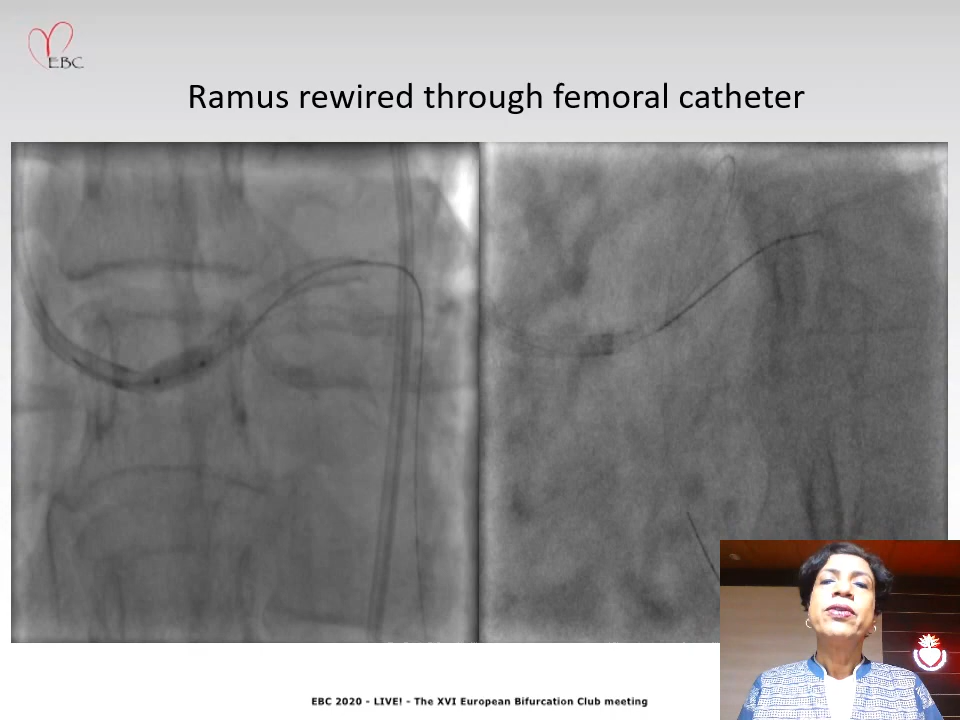 EBC
Ramus rewired through femoral catheter
EBC 2020 - LIVE! - The XVI European Bifurcation Club meeting